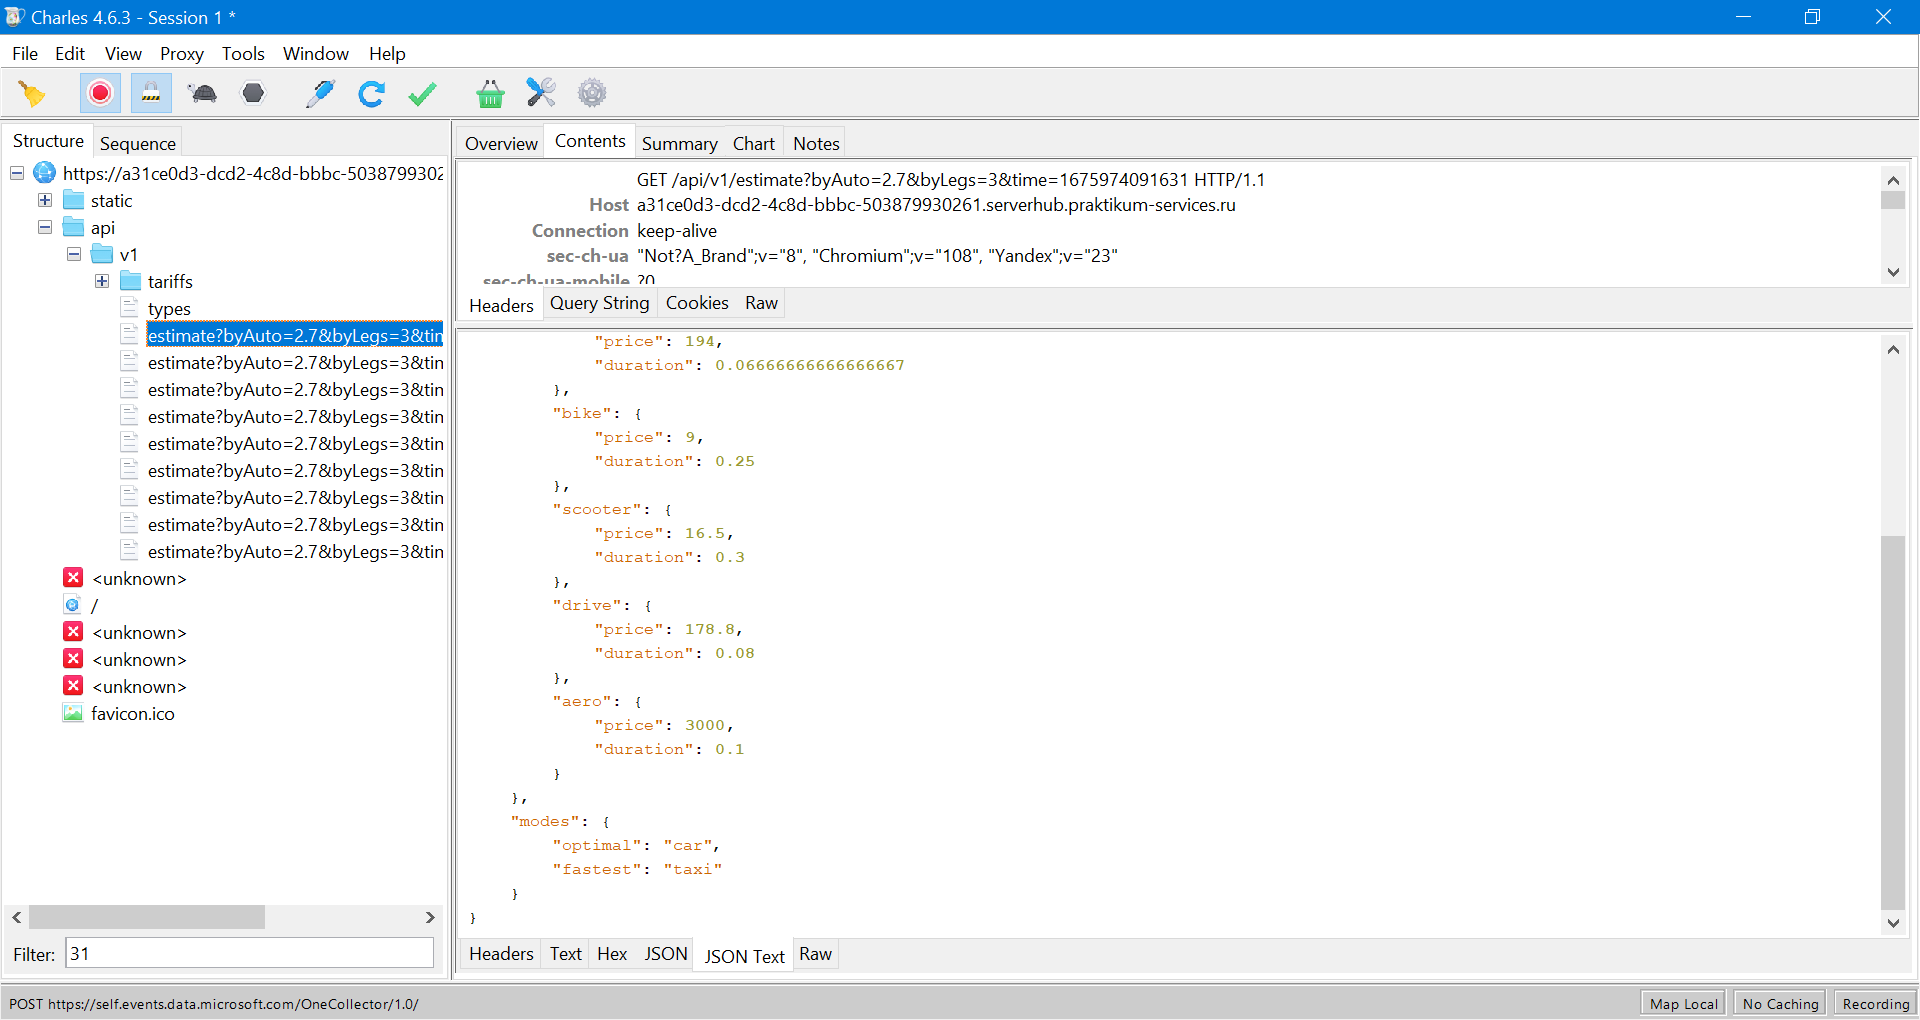 Charles 4.6.3 - Session 1 *
File Edit View Proxy Tools Window Help
Structure Sequence
https://a31ce0d3-dcd2-4c8d-bbbc-5038799302
static
api
v1
tariffs
types
estimate?byAuto=2.7&byLegs=3&tin
estimate?byAuto=2.7&byLegs=3&tin
estimate?byAuto=2.7&byLegs=3&tin
estimate?byAuto=2.7&byLegs=3&tin
estimate?byAuto=2.7&byLegs=3&tin
estimate?byAuto=2.7&byLegs=3&tin
estimate?byAuto=2.7&byLegs=3&tin
estimate?byAuto=2.7&byLegs=3&tin
estimate?byAuto=2.7&byLegs=3&tin
<unknown>
/
<unknown>
<unknown>
<unknown>
favicon.ico
Filter: 31
Overview Contents Summary Chart Notes
GET /api/v1/estimate?byAuto=2.7&byLegs=3&time=1675974091631 HTTP/1.1
Host a31ce0d3-dcd2-4c8d-bbbc-503879930261.serverhub.praktikum-services.ru
Connection keep-alive
sec-ch-ua "Not?A_Brand";v="8", "Chromium";v="108", "Yandex";v="23"
sec-ch-ua-mobile ?0
Headers Query String Cookies Raw
"price": 194,
"duration": 0.06666666666666667
},
"bike": {
"price": 9,
"duration": 0.25
},
"scooter": {
"price": 16.5,
"duration": 0.3
},
"drive": {
"price": 178.8,
"duration": 0.08
},
"aero": {
"price": 3000,
"duration": 0.1
}
},
"modes": {
"optimal": "car",
"fastest": "taxi"
}
}
Headers Text Hex JSON JSON Text Raw
POST https://self.events.data.microsoft.com/OneCollector/1.0/
Map Local No Caching Recording